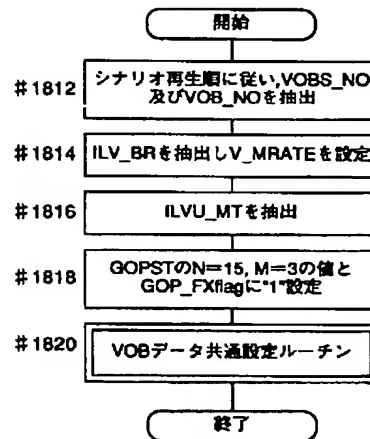 開始
#1812
シナリオ再生順に従い,VOBS_NO
及びVOB_NOを抽出
#1814
ILV_BRを抽出しV_MRATEを設定
#1816
ILVU_MTを抽出
#1818
GOPSTのN=15, M=3の値と
GOP_FXflagに"1"設定
#1820
VOBデータ共通設定ルーチン
終了